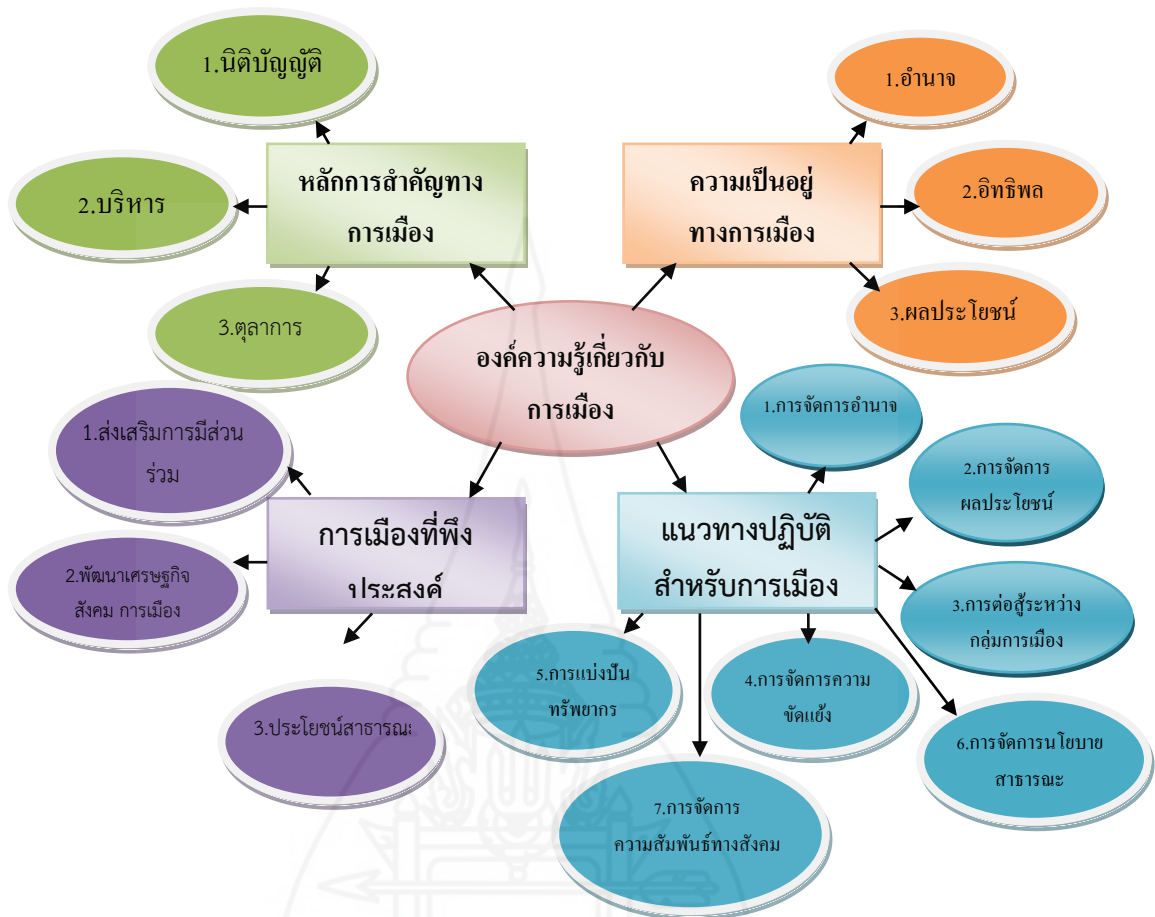 1.นิติบัญญัติ
2.บริหาร
3.ตุลาการ
หลักการสำคัญทาง
การเมือง
ความเป็นอยู่
ทางการเมือง
1.อำนาจ
2.อิทธิพล
3.ผลประโยชน์
องค์ความรู้เกี่ยวกับ
การเมือง
1.ส่งเสริมการมีส่วน
ร่วม
2.พัฒนาเศรษฐกิจ
สังคม การเมือง
3.ประโยชน์สาธารณะ
การเมืองที่พึง
ประสงค์
แนวทางปฏิบัติ
สำหรับการเมือง
1.การจัดการอำนาจ
2.การจัดการ
ผลประโยชน์
3.การต่อสู้ระหว่าง
กลุ่มการเมือง
4.การจัดการความ
ขัดแย้ง
5.การแบ่งปัน
ทรัพยากร
6.การจัดการนโยบาย
สาธารณะ
7.การจัดการ
ความสัมพันธ์ทางสังคม